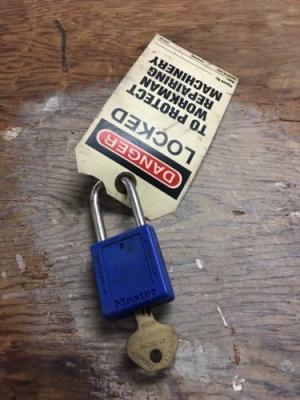 DANGER
LOCKED
TO PROTECT
WORKMAN
REPAIRING
MACHINERY
Master